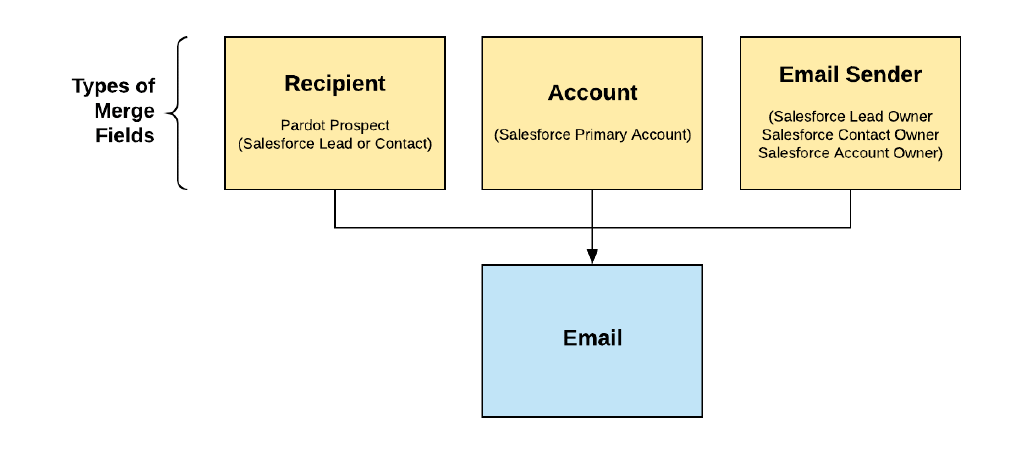 Types of
Merge
Fields
Recipient
Pardot Prospect
(Salesforce Lead or Contact)
Account
(Salesforce Primary Account)
Email Sender
(Salesforce Lead Owner
Salesforce Contact Owner
Salesforce Account Owner)
Email